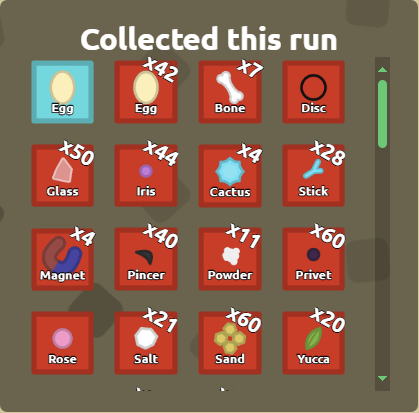 Collected this run
x42 x7
Egg Egg Bone Disc
x50 x44 x4 x28
Glass Iris Cactus Stick
x4 x40 x11 x60
Magnet Pincer Powder Privet
x21 x60 x20
Rose Salt Sand Yucca